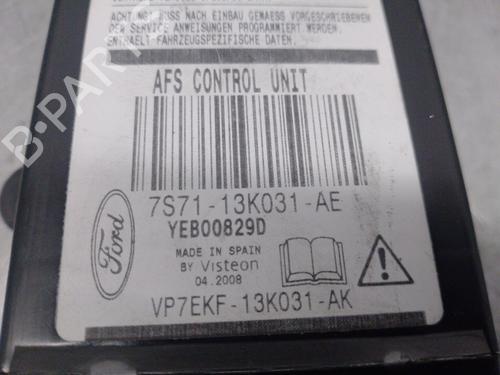 ACHTUNG! BUSS NACH EINBAU GEMAESS VORGESCHRIEBENEN
DER SERVICE ANWEISUNGEN PROGRAMMIERT WERDEN.
ENTHAELT FAHRZEUGSPEZIFISCHE DATEN.
AFS CONTROL UNIT
7S71-13K031-AE
YEB00829D
Ford
MADE IN SPAIN
BY Visteon
04.2008
VP7EKF-13K031-AK
B-PARTS